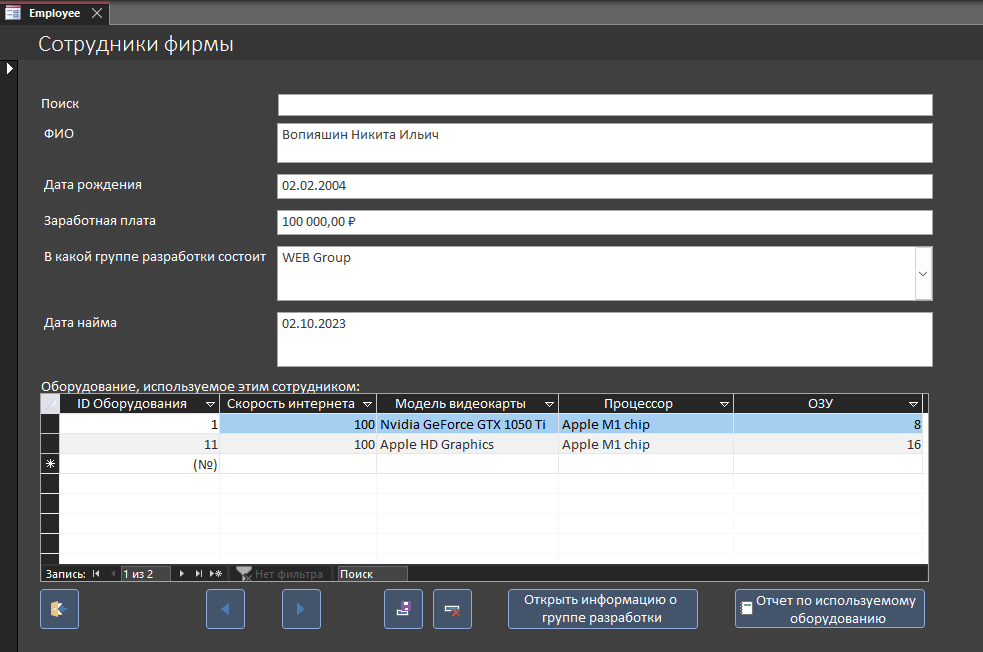 Employee
Сотрудники фирмы
Поиск
ФИО
Вопияшин Никита Ильич
Дата рождения
02.02.2004
Заработная плата
100 000,00 ₽
В какой группе разработки состоит
WEB Group
Дата найма
02.10.2023
Оборудование, используемое этим сотрудником:
ID Оборудования Скорость интернета Модель видеокарты Процессор ОЗУ
1 100 Nvidia GeForce GTX 1050 Ti Apple M1 chip 8
11 100 Apple HD Graphics Apple M1 chip 16
(№)
Запись: 1 из 2 Нет фильтра Поиск
Открыть информацию о
группе разработки
Отчет по используемому
оборудованию